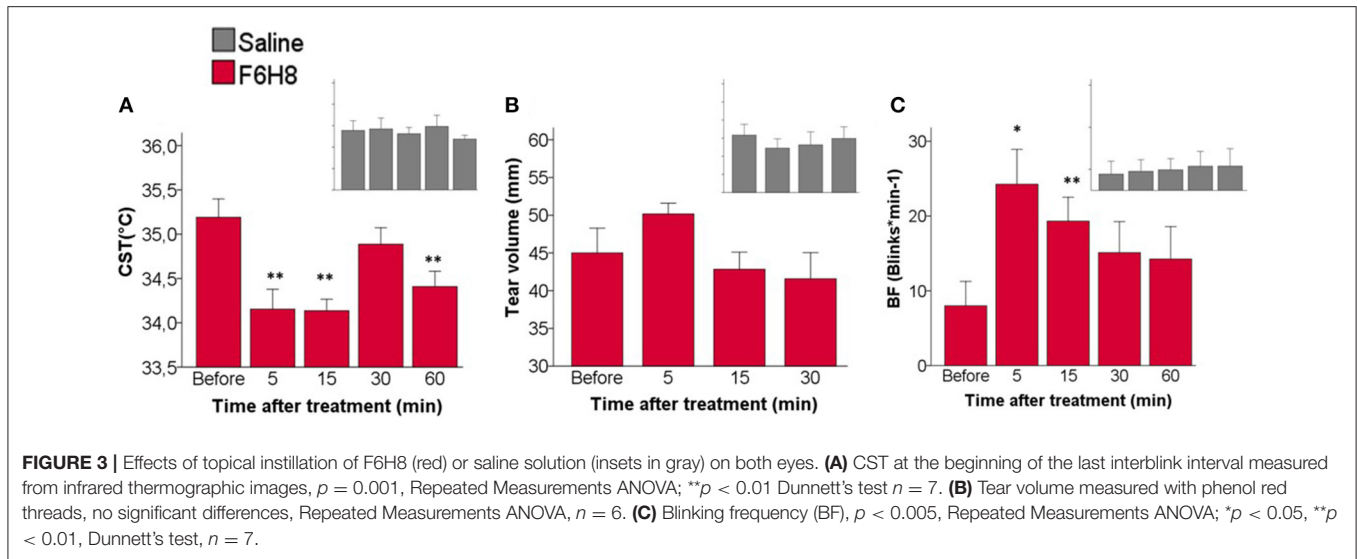 Saline
F6H8
A
CST(°C)
36,0
35,5
35,0
34,5
34,0
33,5
** ** **
Before 5 15 30 60
Time after treatment (min)
B
Tear volume (mm)
60
55
50
45
40
35
30
Before 5 15 30
Time after treatment (min)
C
BF (Blinks*min-1)
30
20
10
0
* **
Before 5 15 30 60
Time after treatment (min)
FIGURE 3 | Effects of topical instillation of F6H8 (red) or saline solution (insets in gray) on both eyes. (A) CST at the beginning of the last interblink interval measured
from infrared thermographic images, p = 0.001, Repeated Measurements ANOVA; **p < 0.01 Dunnett's test n = 7. (B) Tear volume measured with phenol red
threads, no significant differences, Repeated Measurements ANOVA, n = 6. (C) Blinking frequency (BF), p < 0.005, Repeated Measurements ANOVA; *p < 0.05, **p
< 0.01, Dunnett's test, n = 7.